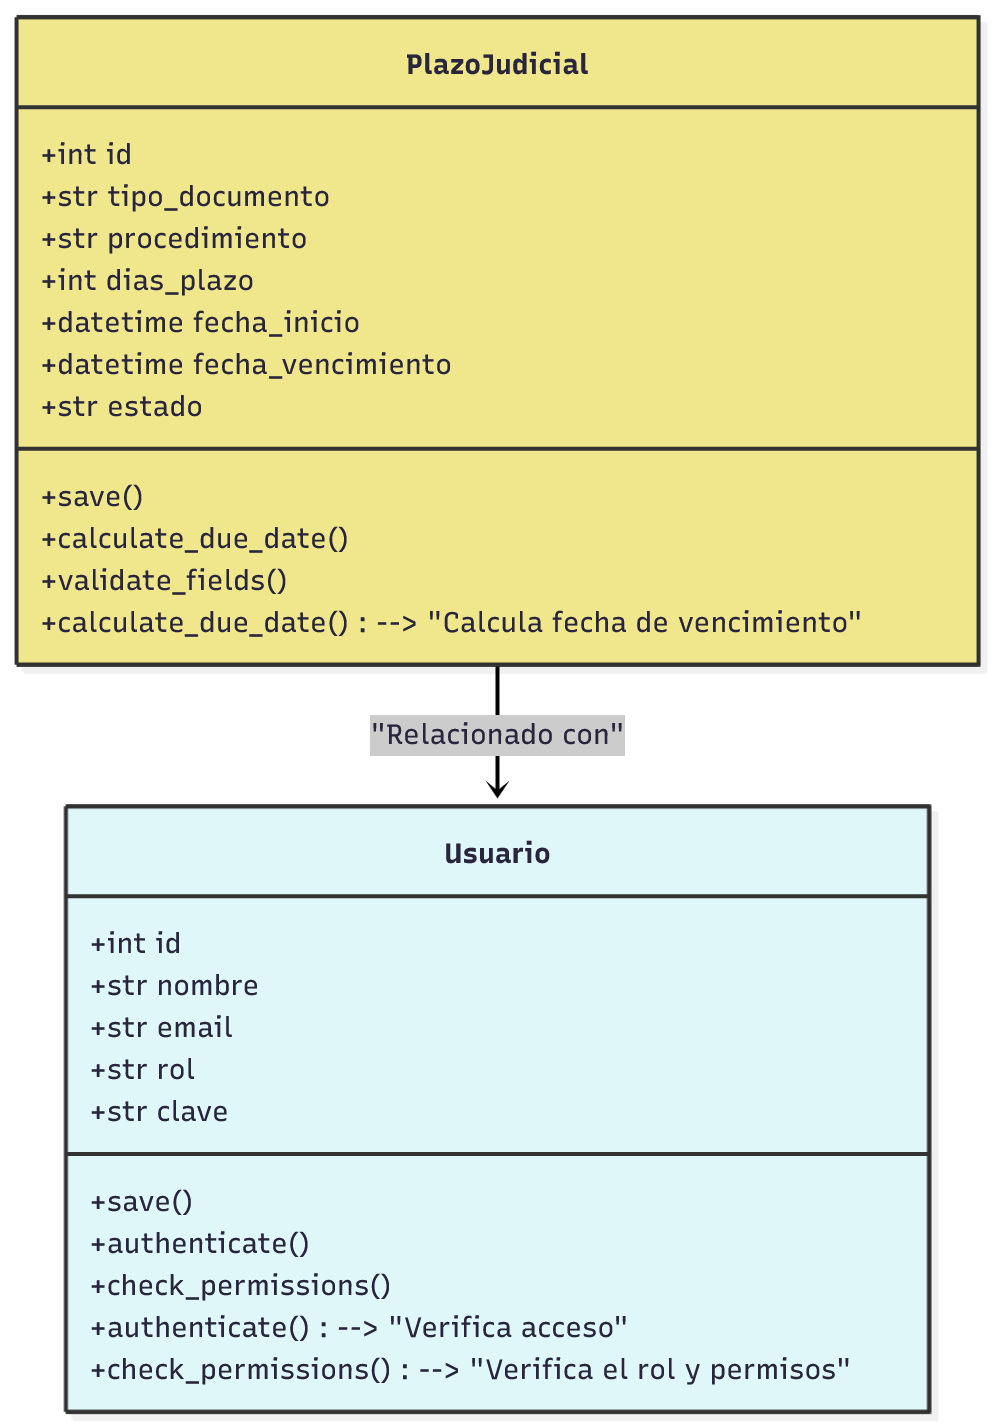 PlazoJudicial
+int id
+str tipo_documento
+str procedimiento
+int dias_plazo
+datetime fecha_inicio
+datetime fecha_vencimiento
+str estado
+save()
+calculate_due_date()
+validate_fields()
+calculate_due_date() : --> "Calcula fecha de vencimiento"
"Relacionado con"
Usuario
+int id
+str nombre
+str email
+str rol
+str clave
+save()
+authenticate()
+check_permissions()
+authenticate() : --> "Verifica acceso"
+check_permissions() : --> "Verifica el rol y permisos"